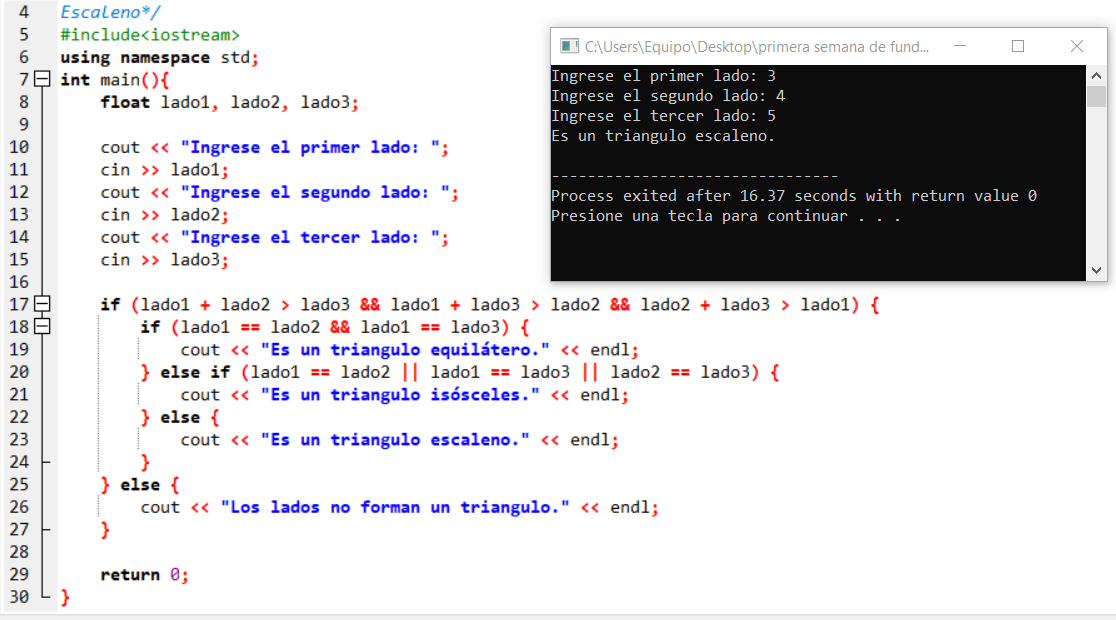 4 Escaleno*/
5 #include<iostream>
6 using namespace std;
7 int main(){
8 float lado1, lado2, lado3;
9
10 cout << "Ingrese el primer lado: ";
11 cin >> lado1;
12 cout << "Ingrese el segundo lado: ";
13 cin >> lado2;
14 cout << "Ingrese el tercer lado: ";
15 cin >> lado3;
16
17 if (lado1 + lado2 > lado3 && lado1 + lado3 > lado2 && lado2 + lado3 > lado1) {
18 if (lado1 == lado2 && lado1 == lado3) {
19 cout << "Es un triangulo equilátero." << endl;
20 } else if (lado1 == lado2 || lado1 == lado3 || lado2 == lado3) {
21 cout << "Es un triangulo isósceles." << endl;
22 } else {
23 cout << "Es un triangulo escaleno." << endl;
24 }
25 } else {
26 cout << "Los lados no forman un triangulo." << endl;
27 }
28
29 return 0;
30 }
C:\Users\Equipo\Desktop\primera semana de fund...
Ingrese el primer lado: 3
Ingrese el segundo lado: 4
Ingrese el tercer lado: 5
Es un triangulo escaleno.
--------------------------------
Process exited after 16.37 seconds with return value 0
Presione una tecla para continuar . . .